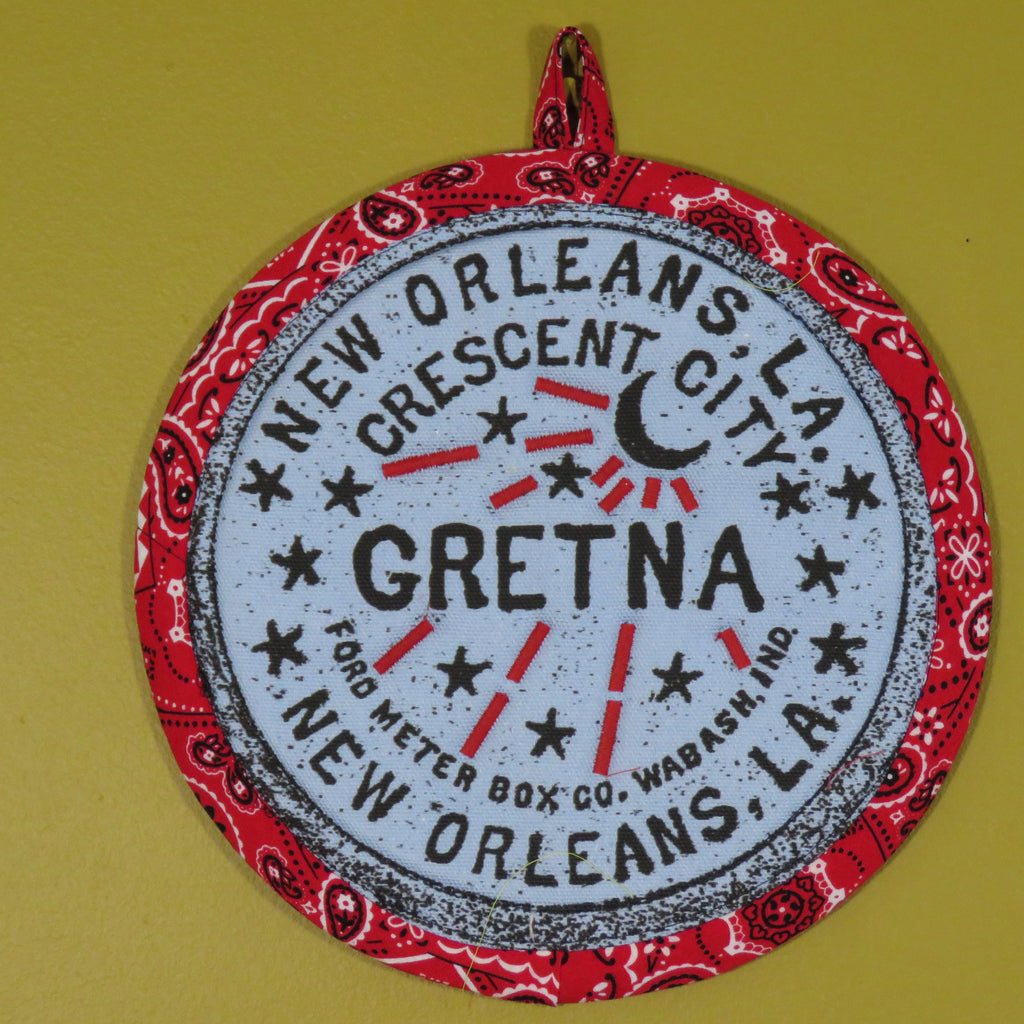 NEW ORLEANS, LA.
CRESCENT CITY
GRETNA
FORD METER BOX CO. WABASH, IND.
NEW ORLEANS, LA.